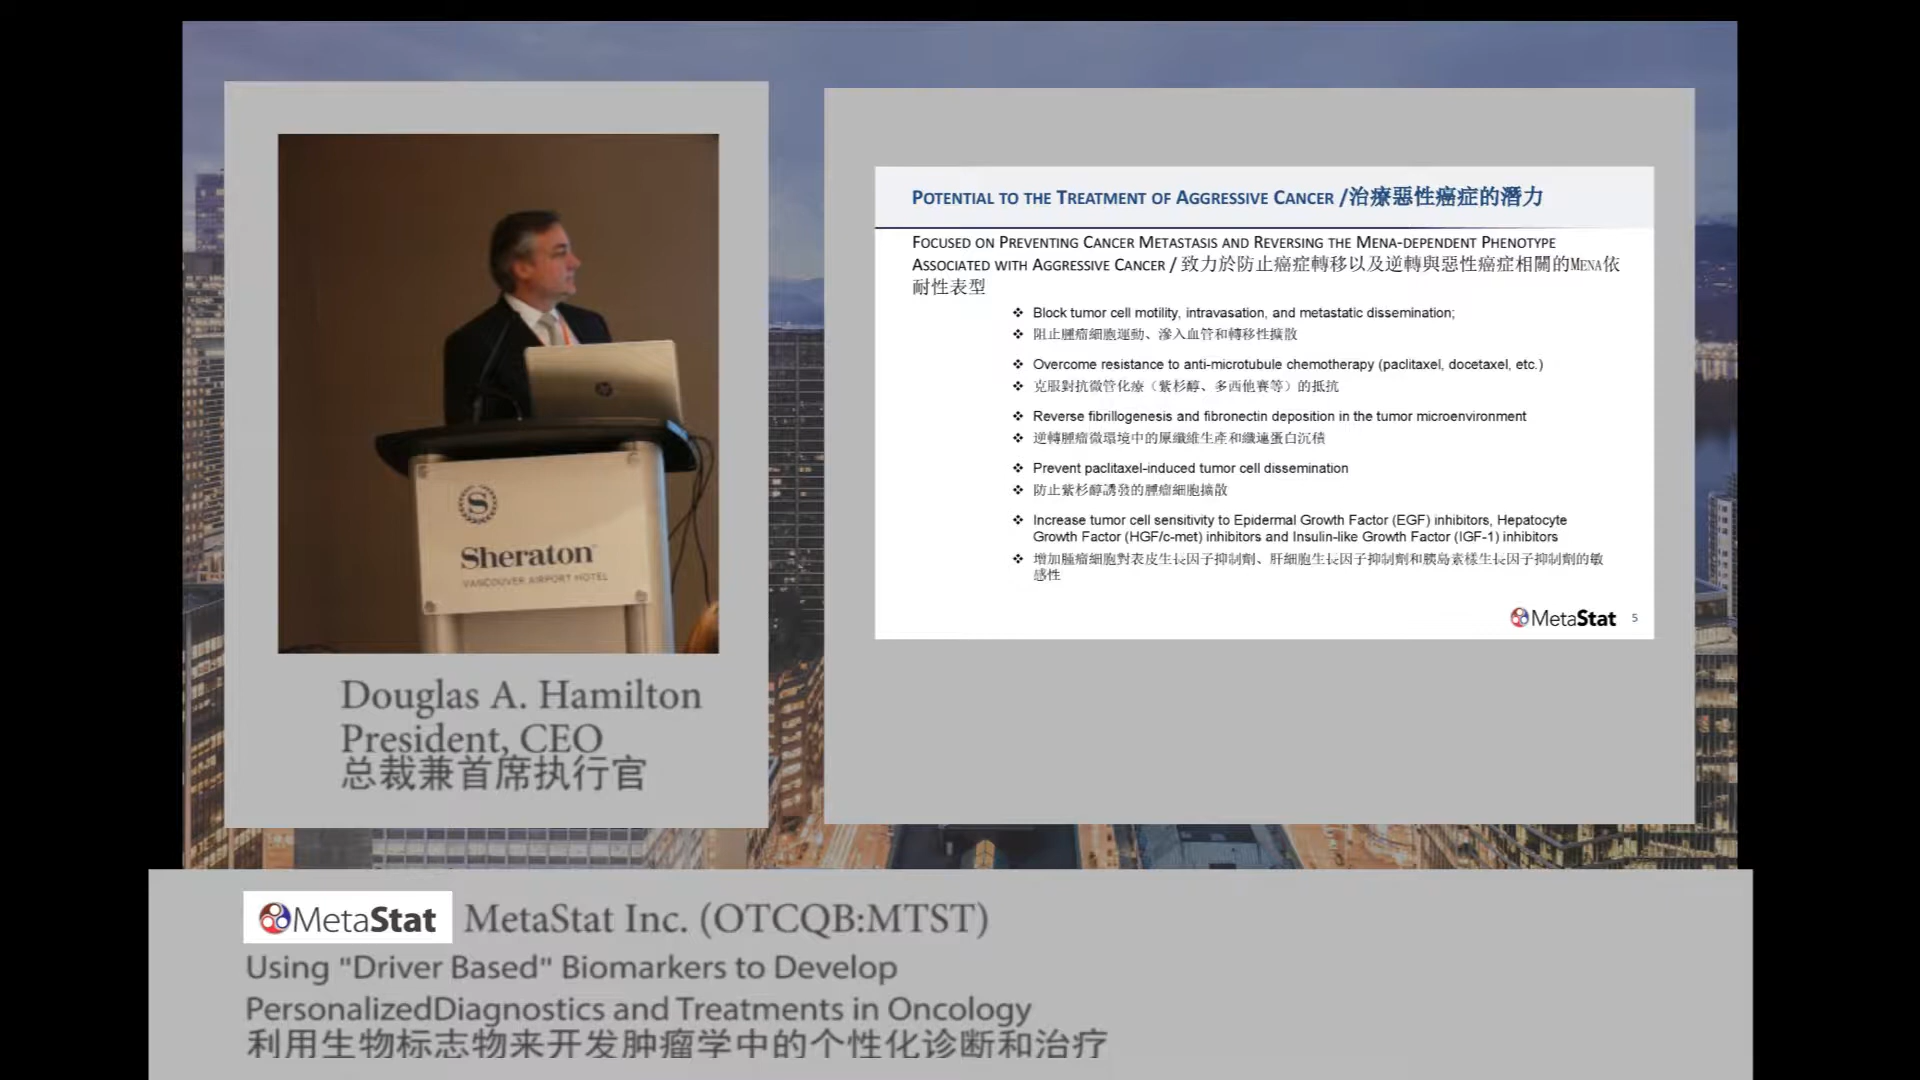 Sheraton
VANCOUVER AIRPORT HOTEL
Douglas A. Hamilton
President, CEO
总裁兼首席执行官
POTENTIAL TO THE TREATMENT OF AGGRESSIVE CANCER /治療惡性癌症的潛力
FOCUSED ON PREVENTING CANCER METASTASIS AND REVERSING THE MENA-DEPENDENT PHENOTYPE
ASSOCIATED WITH AGGRESSIVE CANCER / 致力於防止癌症轉移以及逆轉與惡性癌症相關的MENA依
耐性表型
❖ Block tumor cell motility, intravasation, and metastatic dissemination;
❖ 阻止腫瘤細胞運動、滲入血管和轉移性擴散
❖ Overcome resistance to anti-microtubule chemotherapy (paclitaxel, docetaxel, etc.)
❖ 克服對抗微管化療（紫杉醇、多西他賽等）的抵抗
❖ Reverse fibrillogenesis and fibronectin deposition in the tumor microenvironment
❖ 逆轉腫瘤微環境中的原纖維生產和纖連蛋白沉積
❖ Prevent paclitaxel-induced tumor cell dissemination
❖ 防止紫杉醇誘發的腫瘤細胞擴散
❖ Increase tumor cell sensitivity to Epidermal Growth Factor (EGF) inhibitors, Hepatocyte
Growth Factor (HGF/c-met) inhibitors and Insulin-like Growth Factor (IGF-1) inhibitors
❖ 增加腫瘤細胞對表皮生長因子抑制劑、肝細胞生長因子抑制劑和胰島素樣生長因子抑制劑的敏
感性
MetaStat 5
MetaStat MetaStat Inc. (OTCQB:MTST)
Using "Driver Based" Biomarkers to Develop
PersonalizedDiagnostics and Treatments in Oncology
利用生物标志物来开发肿瘤学中的个性化诊断和治疗